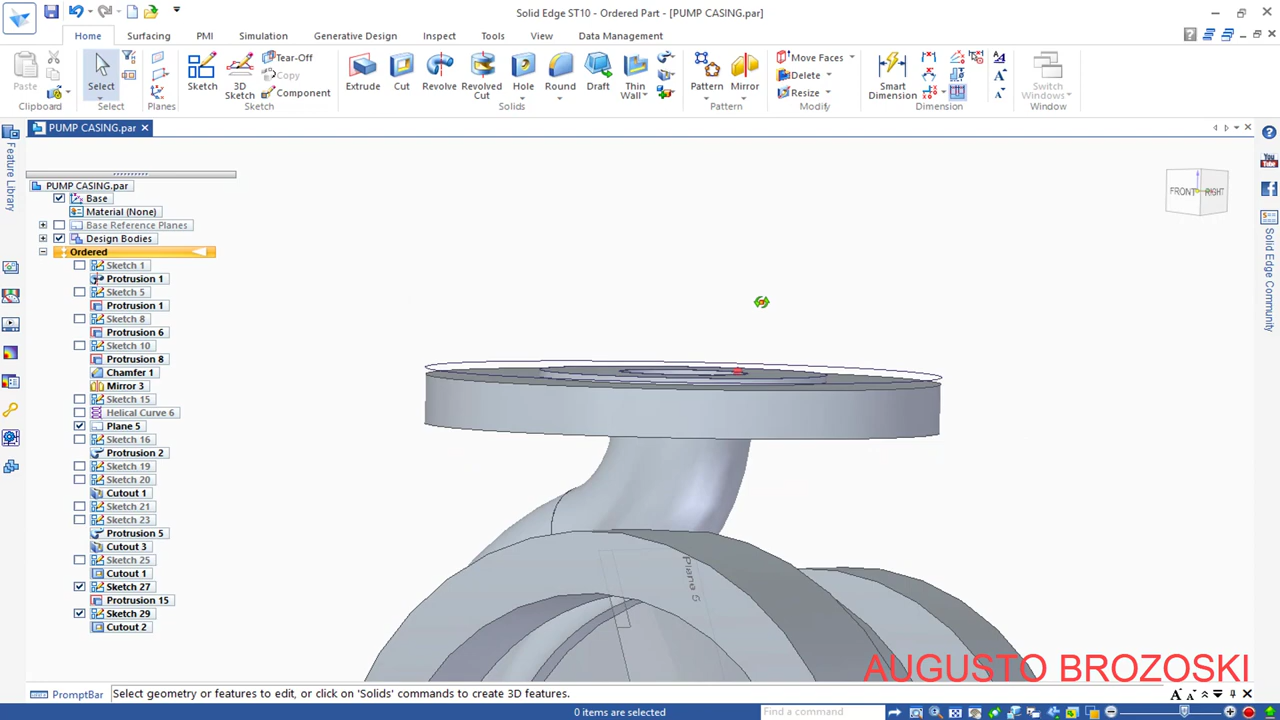 Solid Edge ST10 - Ordered Part - [PUMP CASING.par]
Home Surfacing PMI Simulation Generative Design Inspect Tools View Data Management
Paste
Clipboard
Select
Select
Planes
Sketch
3D Sketch
Tear-Off
Copy
Component
Sketch
Extrude
Cut
Revolve
Revolved Cut
Hole
Round
Draft
Thin Wall
Solids
Pattern
Mirror
Pattern
Move Faces
Delete
Resize
Modify
Smart Dimension
Dimension
Switch Windows
Window
PUMP CASING.par
Feature Library
PUMP CASING.par
Base
Material (None)
Base Reference Planes
Design Bodies
Ordered
Sketch 1
Protrusion 1
Sketch 5
Protrusion 1
Sketch 8
Protrusion 6
Sketch 10
Protrusion 8
Chamfer 1
Mirror 3
Sketch 15
Helical Curve 6
Plane 5
Sketch 16
Protrusion 2
Sketch 19
Sketch 20
Cutout 1
Sketch 21
Sketch 23
Protrusion 5
Cutout 3
Sketch 25
Cutout 1
Sketch 27
Protrusion 15
Sketch 29
Cutout 2
FRONT RIGHT
plane 5
You Tube
Solid Edge Community
AUGUSTO BROZOSKI
PromptBar
Select geometry or features to edit, or click on 'Solids' commands to create 3D features.
0 items are selected
Find a command